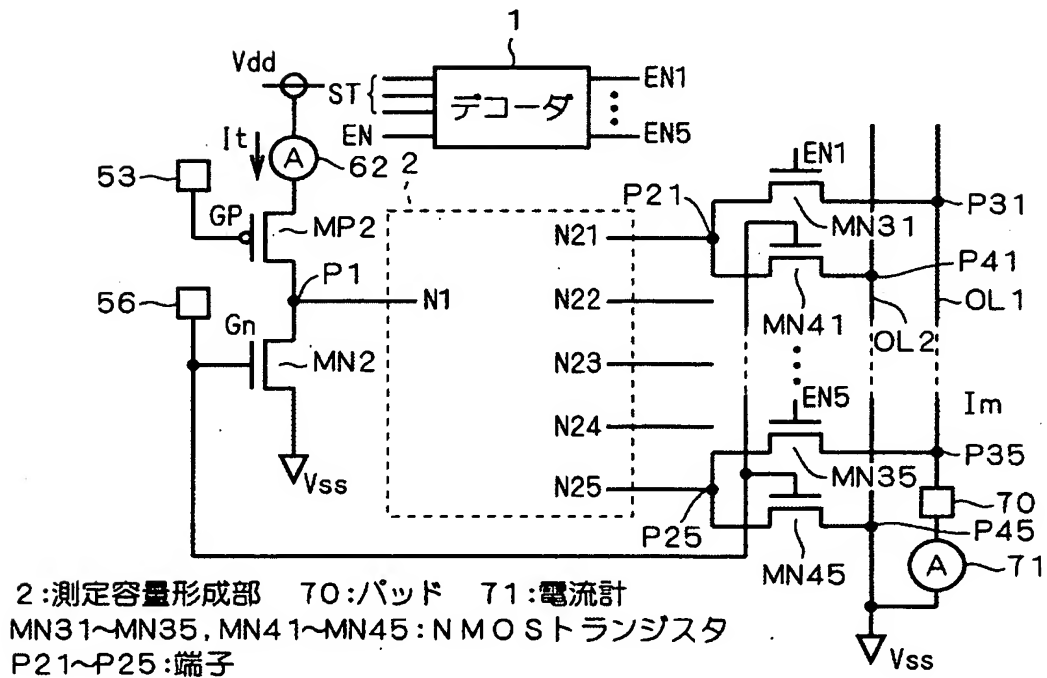 1
Vdd
ST
デコーダ
EN1
EN
EN5
It
A
62
2
53
GP
MP2
P21
EN1
P31
MN31
N21
P1
P41
56
N1
N22
MN41
OL1
OL2
Gn
MN2
N23
EN5
Im
N24
P35
Vss
N25
MN35
70
P25
P45
A
71
MN45
2:測定容量形成部 70:パッド 71:電流計
MN31~MN35,MN41~MN45:NMOSトランジスタ
Vss
P21~P25:端子